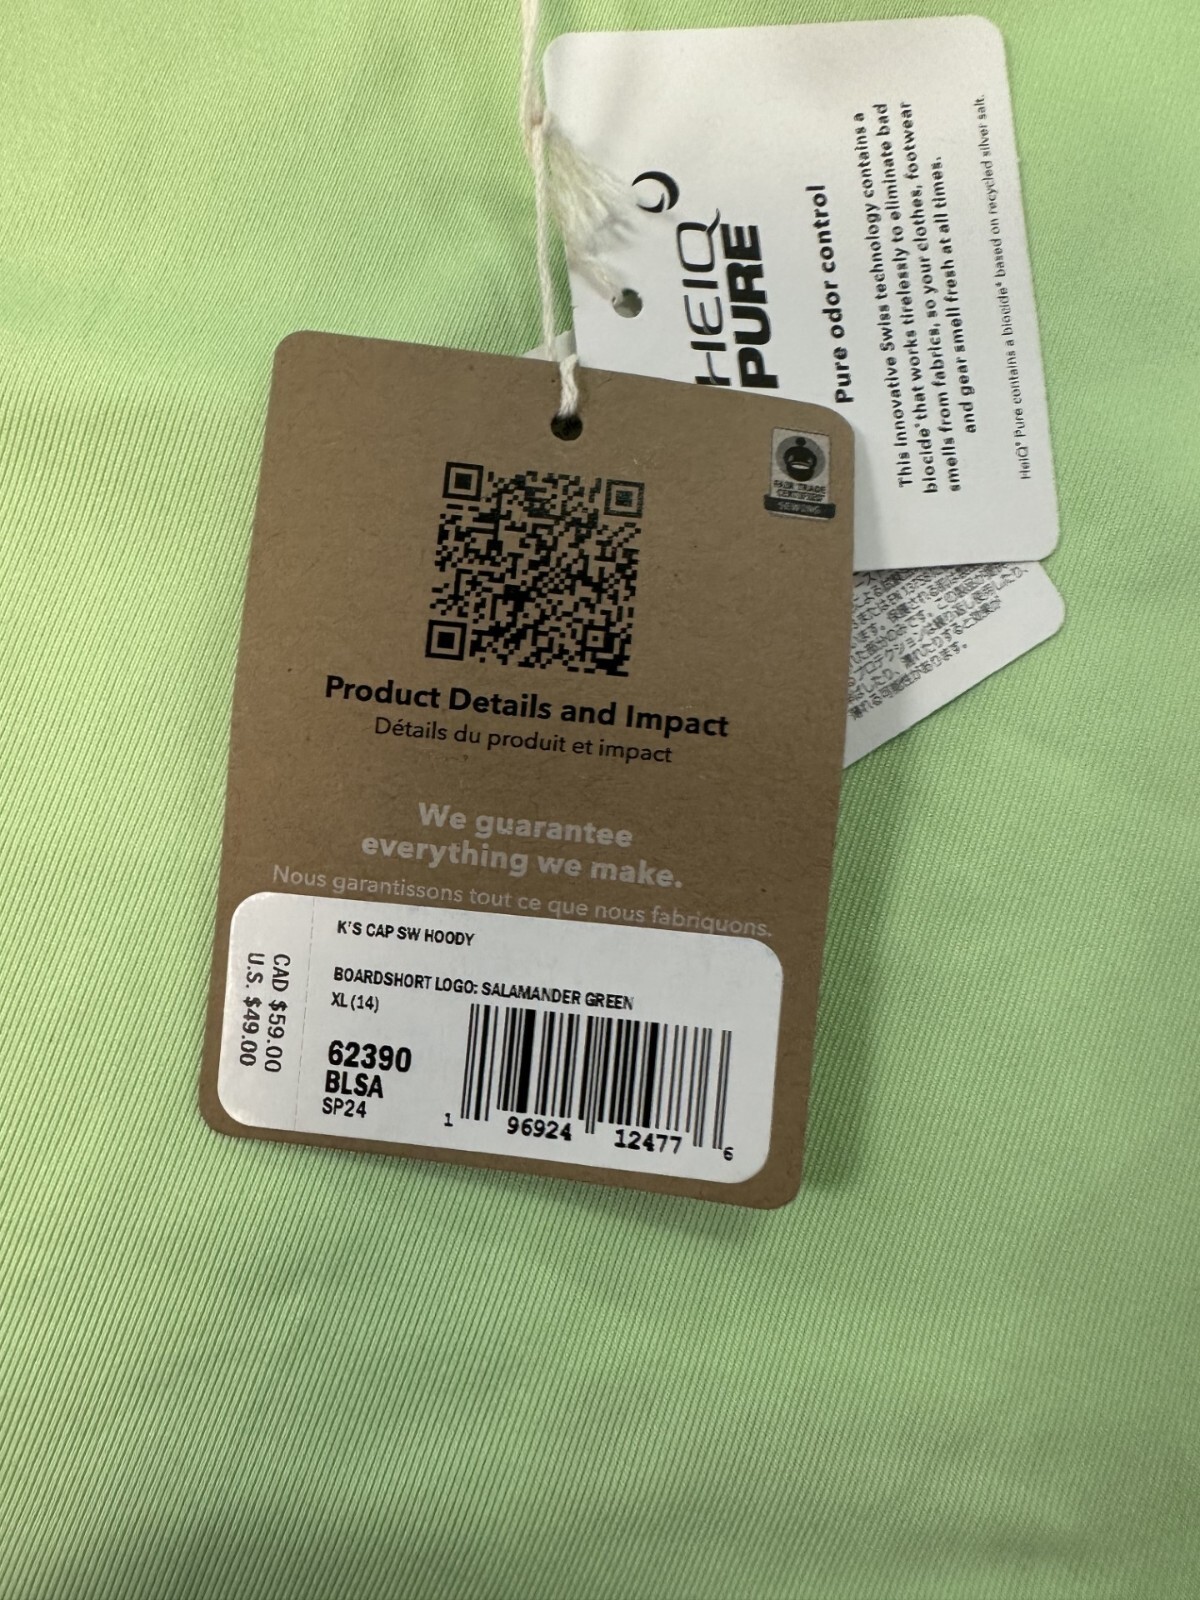 HEIQ
PURE
Pure odor control
This innovative Swiss technology contains a
biocide* that works tirelessly to eliminate bad
smells from fabrics, so your clothes, footwear
and gear smell fresh at all times.
HeiQ® Pure contains a biocide* based on recycled silver salt.
FAIR TRADE
CERTIFIED
SEWING
Product Details and Impact
Détails du produit et impact
We guarantee
everything we make.
Nous garantissons tout ce que nous fabriquons.
K'S CAP SW HOODY
BOARDSHORT LOGO: SALAMANDER GREEN
XL (14)
62390
BLSA
SP24
1 96924 12477 6
CAD $59.00
U.S. $49.00